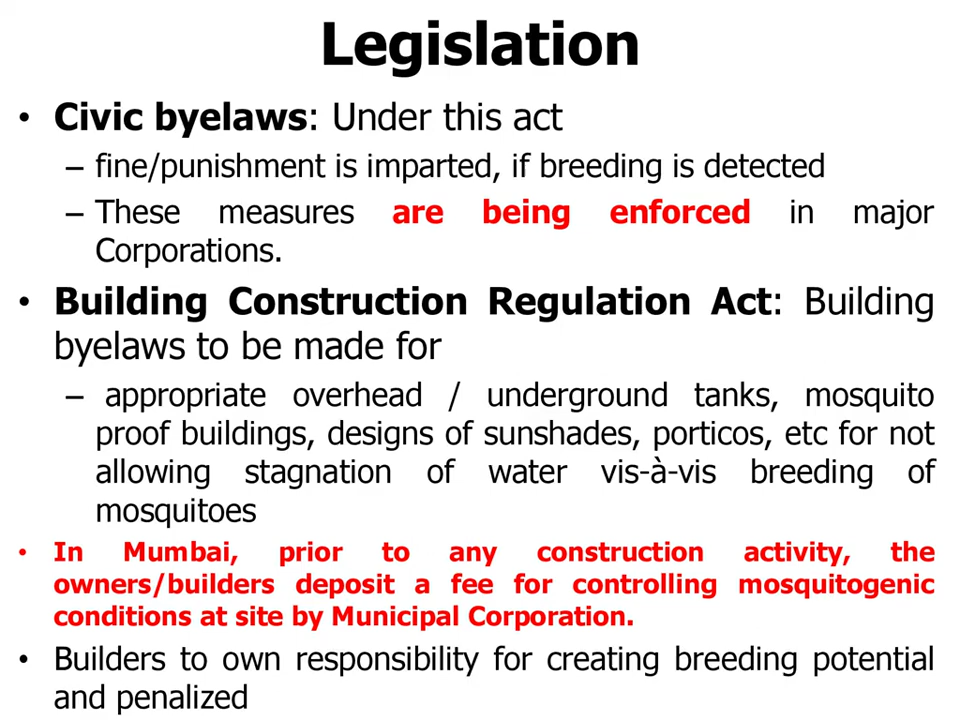 Legislation
• Civic byelaws: Under this act
– fine/punishment is imparted, if breeding is detected
– These measures are being enforced in major
Corporations.
• Building Construction Regulation Act: Building
byelaws to be made for
– appropriate overhead / underground tanks, mosquito
proof buildings, designs of sunshades, porticos, etc for not
allowing stagnation of water vis-à-vis breeding of
mosquitoes
• In Mumbai, prior to any construction activity, the
owners/builders deposit a fee for controlling mosquitogenic
conditions at site by Municipal Corporation.
• Builders to own responsibility for creating breeding potential
and penalized